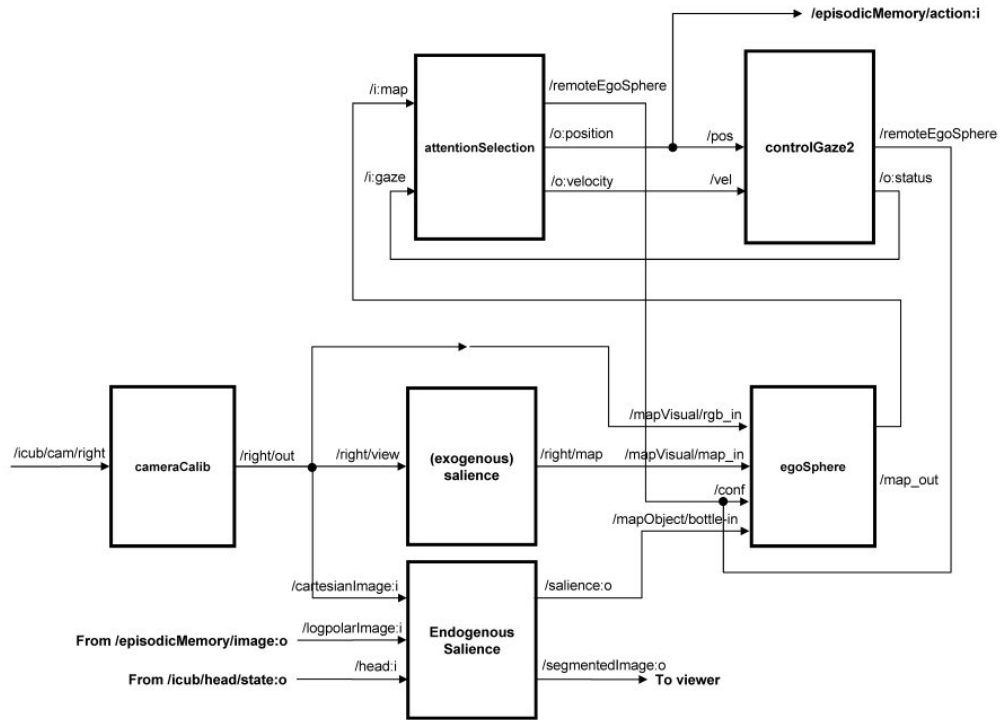 /episodicMemory/action:i
/i:map
/remoteEgoSphere
attentionSelection
/o:position
/pos
controlGaze2
/remoteEgoSphere
/i:gaze
/o:velocity
/vel
/o:status
/mapVisual/rgb_in
/icub/cam/right
cameraCalib
/right/out
/right/view
(exogenous)
salience
/right/map
/mapVisual/map_in
egoSphere
/conf
/map_out
/mapObject/bottle-in
/cartesianImage:i
/salience:o
/logpolarImage:i
From /episodicMemory/image:o
Endogenous
Salience
/head:i
From /icub/head/state:o
/segmentedImage:o
To viewer